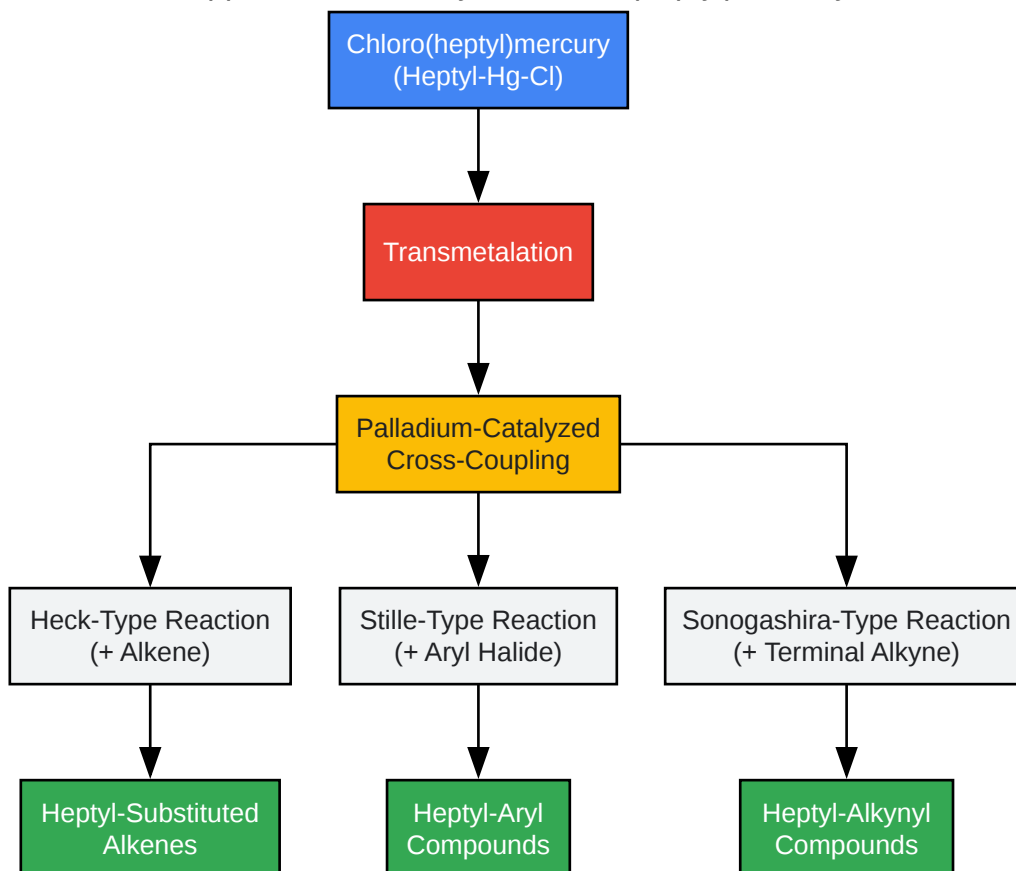 Chloro(heptyl)mercury
(Heptyl-Hg-Cl)
Transmetalation
Palladium-Catalyzed
Cross-Coupling
Heck-Type Reaction
(+ Alkene)
Stille-Type Reaction
(+ Aryl Halide)
Sonogashira-Type Reaction
(+ Terminal Alkyne)
Heptyl-Substituted
Alkenes
Heptyl-Aryl
Compounds
Heptyl-Alkynyl
Compounds